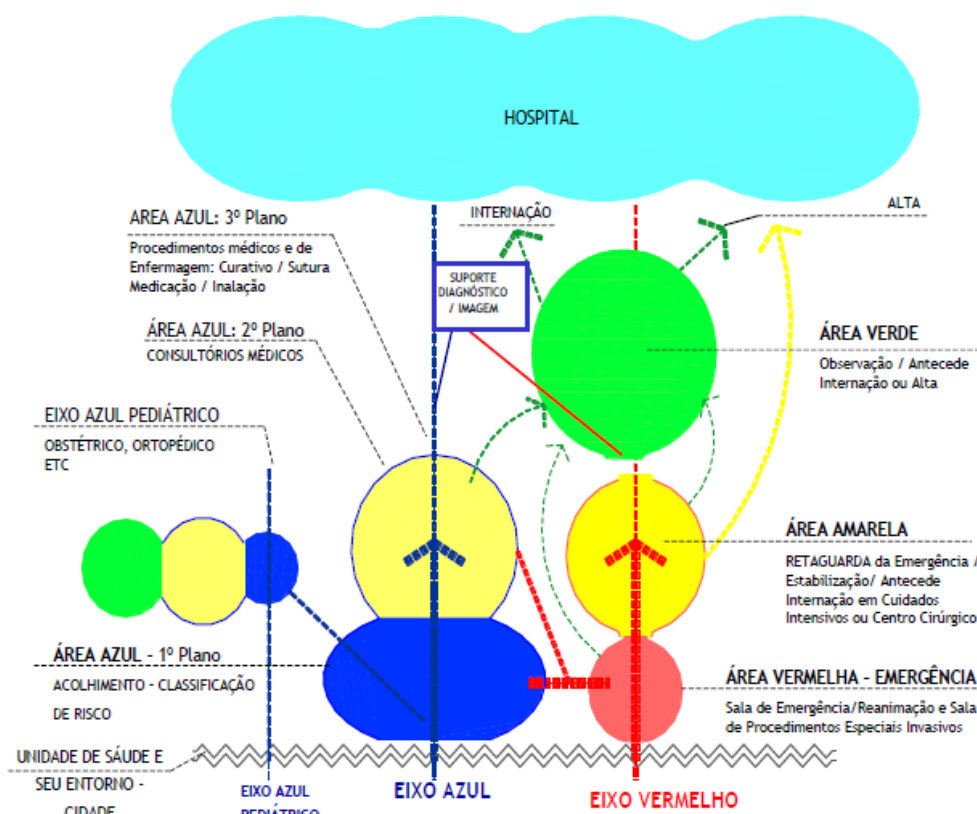 HOSPITAL
AREA AZUL: 3º Plano
Procedimentos médicos e de
Enfermagem: Curativo / Sutura
Medicação / Inalação
INTERNAÇÃO
ALTA
SUPORTE
DIAGNÓSTICO
/ IMAGEM
ÁREA AZUL: 2º Plano
CONSULTÓRIOS MÉDICOS
ÁREA VERDE
Observação / Antecede
Internação ou Alta
EIXO AZUL PEDIÁTRICO
OBSTÉTRICO, ORTOPÉDICO
ETC
ÁREA AMARELA
RETAGUARDA da Emergência /
Estabilização/ Antecede
Internação em Cuidados
Intensivos ou Centro Cirúrgico
ÁREA AZUL - 1º Plano
ACOLHIMENTO - CLASSIFICAÇÃO
DE RISCO
ÁREA VERMELHA - EMERGÊNCIA
Sala de Emergência/Reanimação e Sala
de Procedimentos Especiais Invasivos
UNIDADE DE SAÚDE E
SEU ENTORNO -
CIDADE
EIXO AZUL
PEDIÁTRICO
EIXO AZUL
EIXO VERMELHO